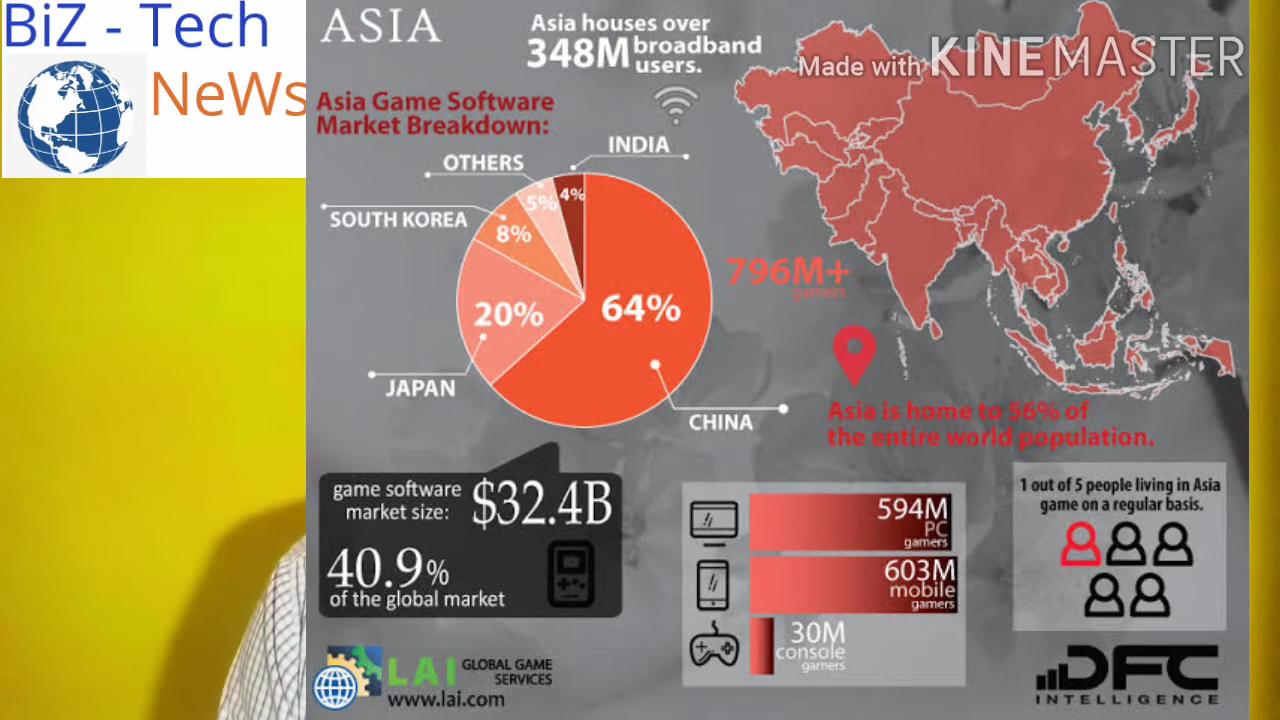 BiZ - Tech
NeWs
ASIA
Asia houses over
348M broadband
users.
Made with KINEMASTER
Asia Game Software
Market Breakdown:
INDIA
OTHERS
4%
5%
SOUTH KOREA
8%
796M+
gamers
20%
64%
JAPAN
CHINA
Asia is home to 56% of
the entire world population.
game software
market size: $32.4B
40.9%
of the global market
594M
PC
gamers
603M
mobile
gamers
30M
console
gamers
1 out of 5 people living in Asia
game on a regular basis.
LAI GLOBAL GAME
SERVICES
www.lai.com
DFC
INTELLIGENCE